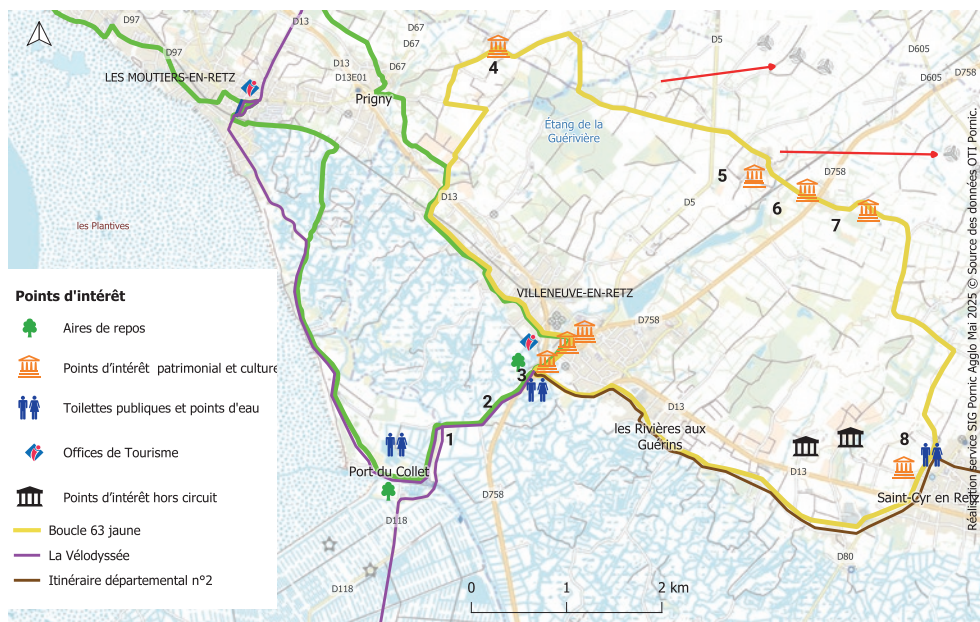 D97
D13
D67
D67
D67
D97
D13
D13E01
LES MOUTIERS-EN-RETZ
Prigny
4
D5
D605
D605
D758
Étang de la
Guérivière
5
D758
6
7
D5
D13
les Plantives
VILLENEUVE-EN-RETZ
D758
3
2
1
D13
les Rivières aux
Guérins
8
D13
Port du Collet
D758
Saint-Cyr en Retz
D118
D80
D118
0 1 2 km
Points d'intérêt
Aires de repos
Points d'intérêt patrimonial et culture
Toilettes publiques et points d'eau
Offices de Tourisme
Points d'intérêt hors circuit
Boucle 63 jaune
La Vélodyssée
Itinéraire départemental n°2
Réalisation service SIG Pornic Agglo Mai 2025 © Source des données OTI Pornic.